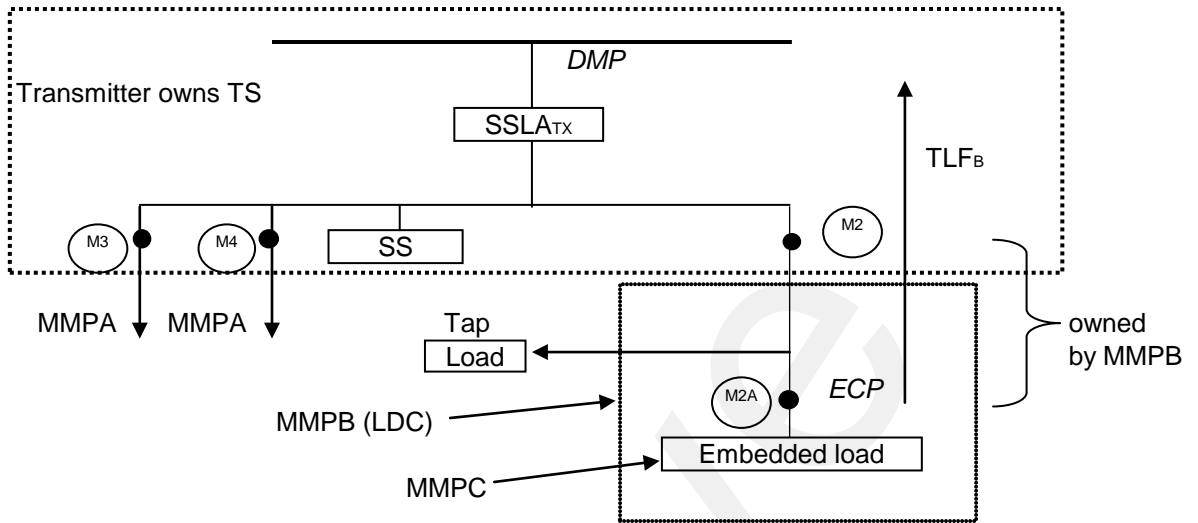 DMP
Transmitter owns TS
SSLATX
TLFB
M3
M4
M2
SS
MMPA
MMPA
Tap
Load
owned
by MMPB
M2A
ECP
MMPB (LDC)
Embedded load
MMPC